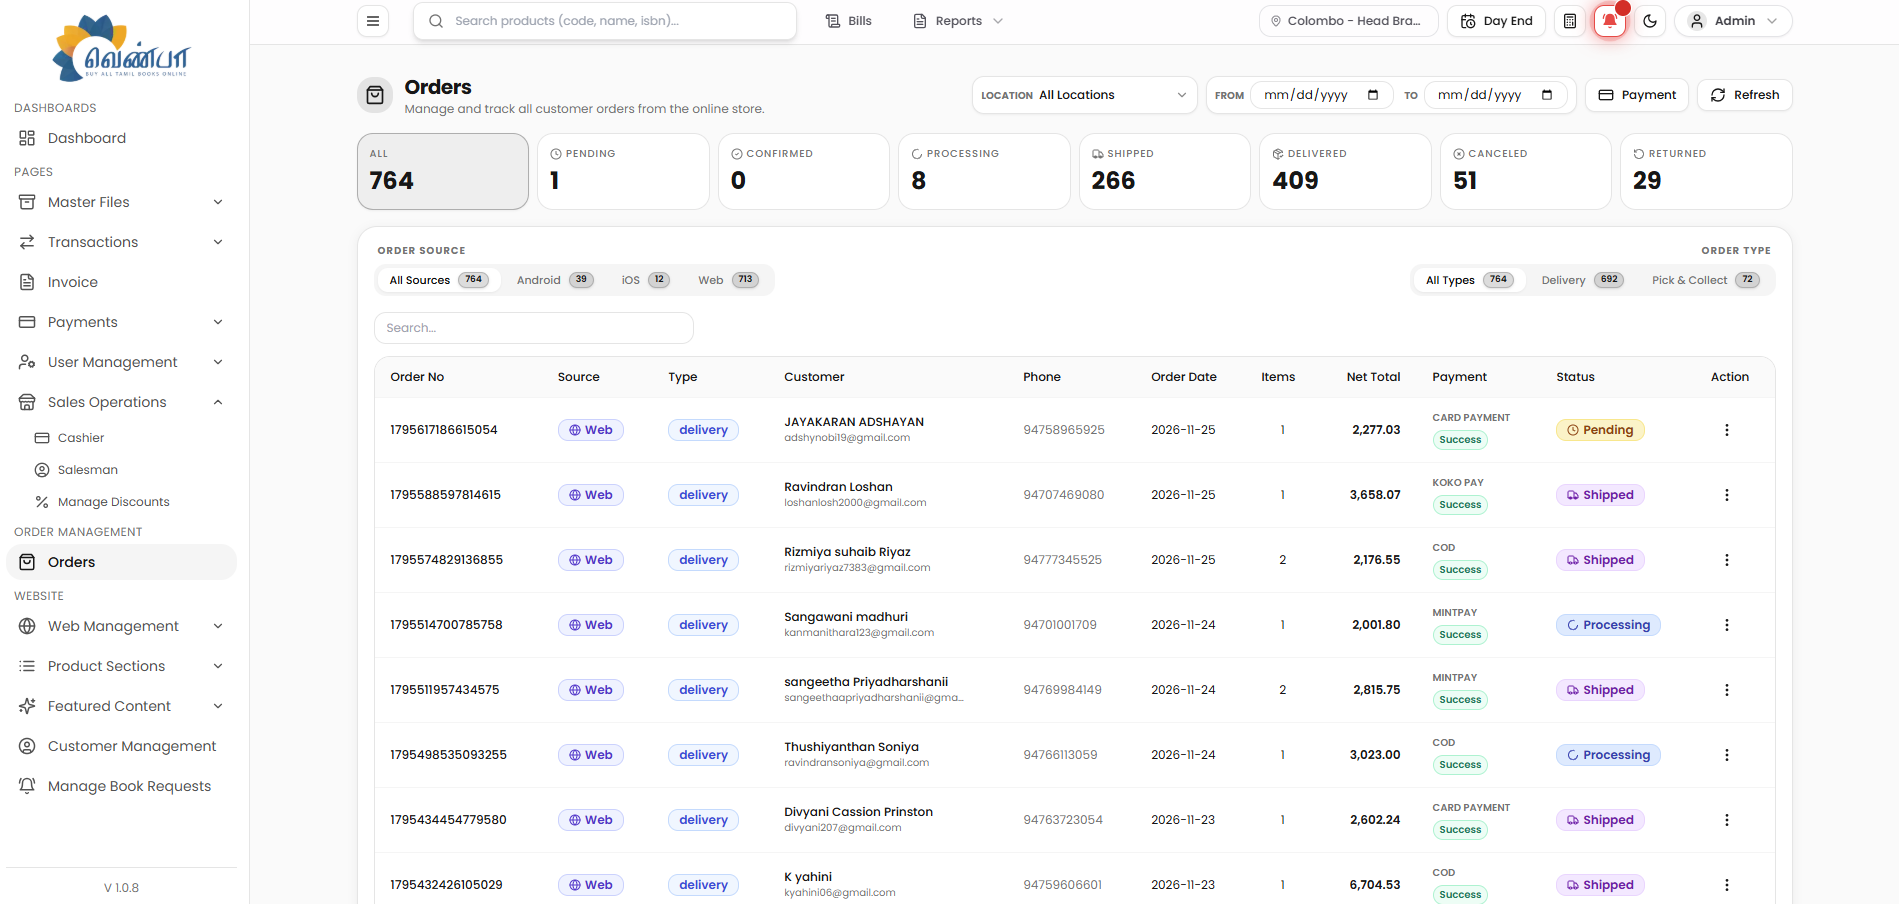 வெண்பா
BUY ALL TAMIL BOOKS ONLINE
DASHBOARDS
Dashboard
PAGES
Master Files
Transactions
Invoice
Payments
User Management
Sales Operations
Cashier
Salesman
Manage Discounts
ORDER MANAGEMENT
Orders
WEBSITE
Web Management
Product Sections
Featured Content
Customer Management
Manage Book Requests
V 1.0.8
Search products (code, name, isbn)...
Bills
Reports
Colombo - Head Bra...
Day End
Admin
Orders
Manage and track all customer orders from the online store.
LOCATION All Locations
FROM mm/dd/yyyy TO mm/dd/yyyy
Payment
Refresh
ALL
764
PENDING
1
CONFIRMED
0
PROCESSING
8
SHIPPED
266
DELIVERED
409
CANCELED
51
RETURNED
29
ORDER SOURCE
All Sources 764 Android 39 iOS 12 Web 713
ORDER TYPE
All Types 764 Delivery 692 Pick & Collect 72
Search...
Order No Source Type Customer Phone Order Date Items Net Total Payment Status Action
1795617186615054 Web delivery JAYAKARAN ADSHAYAN adshynobi19@gmail.com 94758965925 2026-11-25 1 2,277.03 CARD PAYMENT Success Pending
1795588597814615 Web delivery Ravindran Loshan loshanlosh2000@gmail.com 94707469080 2026-11-25 1 3,658.07 KOKO PAY Success Shipped
1795574829136855 Web delivery Rizmiya suhaib Riyaz rizmiyariyaz7383@gmail.com 94777345525 2026-11-25 2 2,176.55 COD Success Shipped
1795514700785758 Web delivery Sangawani madhuri kanmanithara123@gmail.com 94701001709 2026-11-24 1 2,001.80 MINTPAY Success Processing
1795511957434575 Web delivery sangeetha Priyadharshanii sangeethaapriyadharshanii@gma... 94769984149 2026-11-24 2 2,815.75 MINTPAY Success Shipped
1795498535093255 Web delivery Thushiyanthan Soniya ravindransoniya@gmail.com 94766113059 2026-11-24 1 3,023.00 COD Success Processing
1795434454779580 Web delivery Divyani Cassion Prinston divyani207@gmail.com 94763723054 2026-11-23 1 2,602.24 CARD PAYMENT Success Shipped
1795432426105029 Web delivery K yahini kyahini06@gmail.com 94759606601 2026-11-23 1 6,704.53 COD Success Shipped